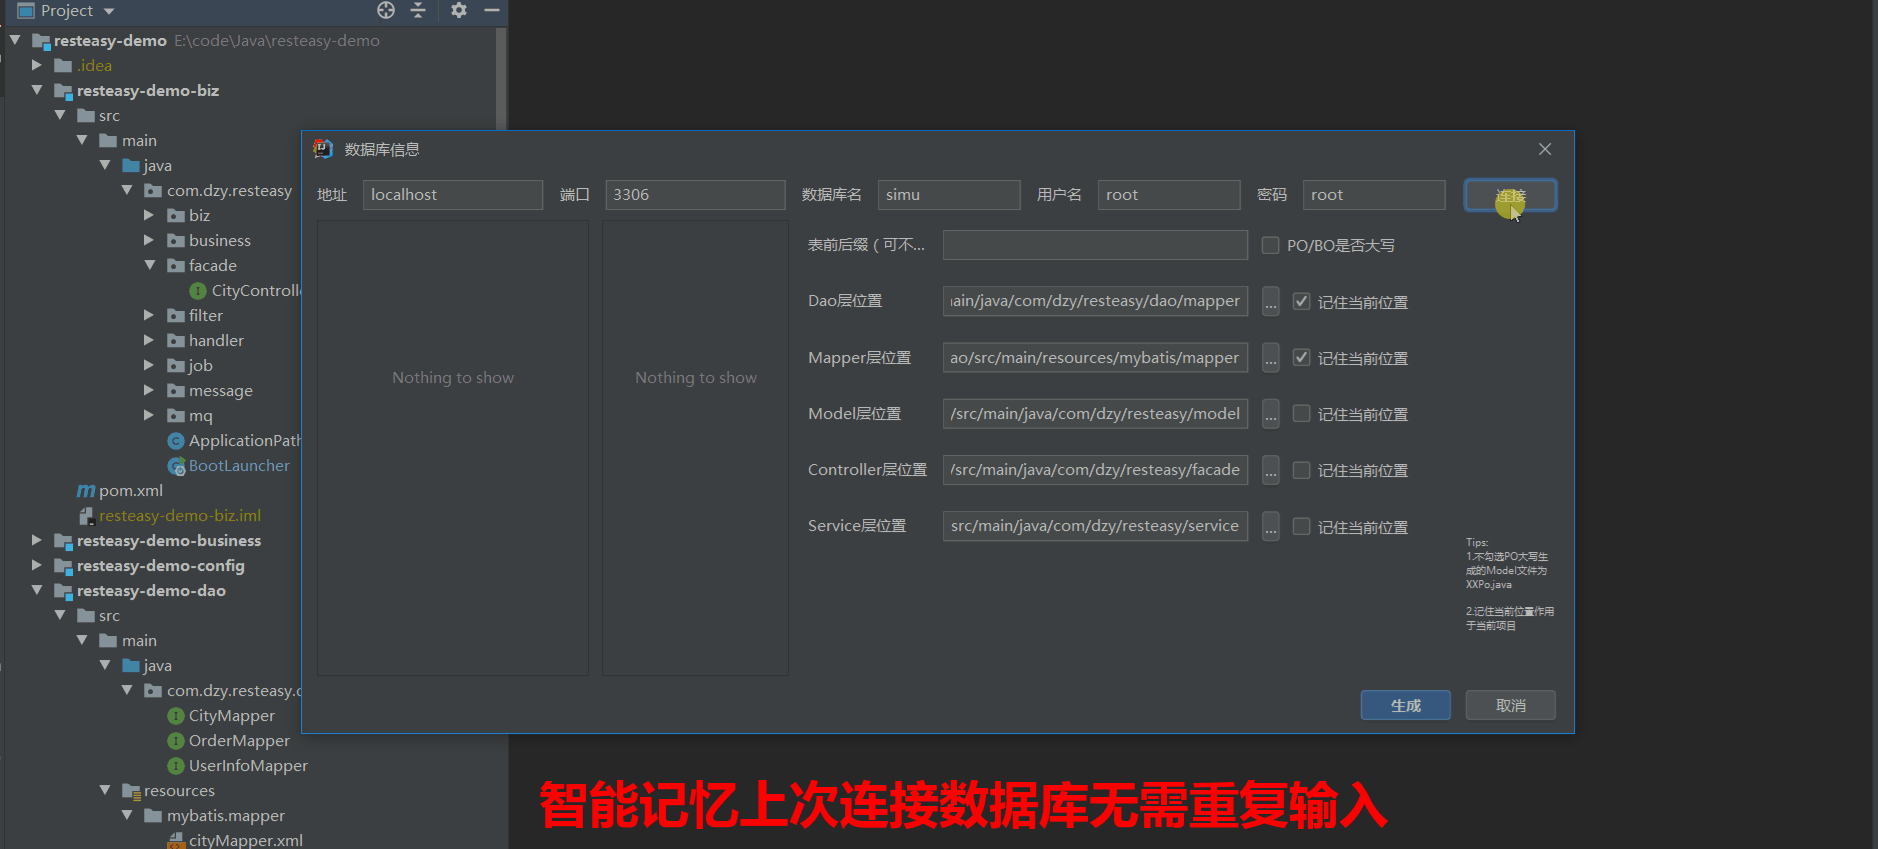 Project
resteasy-demo E:\code\Java\resteasy-demo
.idea
resteasy-demo-biz
src
main
java
com.dzy.resteasy
biz
business
facade
CityControlle
filter
handler
job
message
mq
ApplicationPath
BootLauncher
pom.xml
resteasy-demo-biz.iml
resteasy-demo-business
resteasy-demo-config
resteasy-demo-dao
src
main
java
com.dzy.resteasy.d
CityMapper
OrderMapper
UserInfoMapper
resources
mybatis.mapper
cityMapper.xml
数据库信息
地址 localhost 端口 3306 数据库名 simu 用户名 root 密码 root 连接
Nothing to show
Nothing to show
表前后缀（可不... PO/BO是否大写
Dao层位置 ain/java/com/dzy/resteasy/dao/mapper ... 记住当前位置
Mapper层位置 ao/src/main/resources/mybatis/mapper ... 记住当前位置
Model层位置 /src/main/java/com/dzy/resteasy/model ... 记住当前位置
Controller层位置 /src/main/java/com/dzy/resteasy/facade ... 记住当前位置
Service层位置 src/main/java/com/dzy/resteasy/service ... 记住当前位置
Tips:
1.不勾选PO大写生
成的Model文件为
XXPo.java
2.记住当前位置作用
于当前项目
生成 取消
智能记忆上次连接数据库无需重复输入